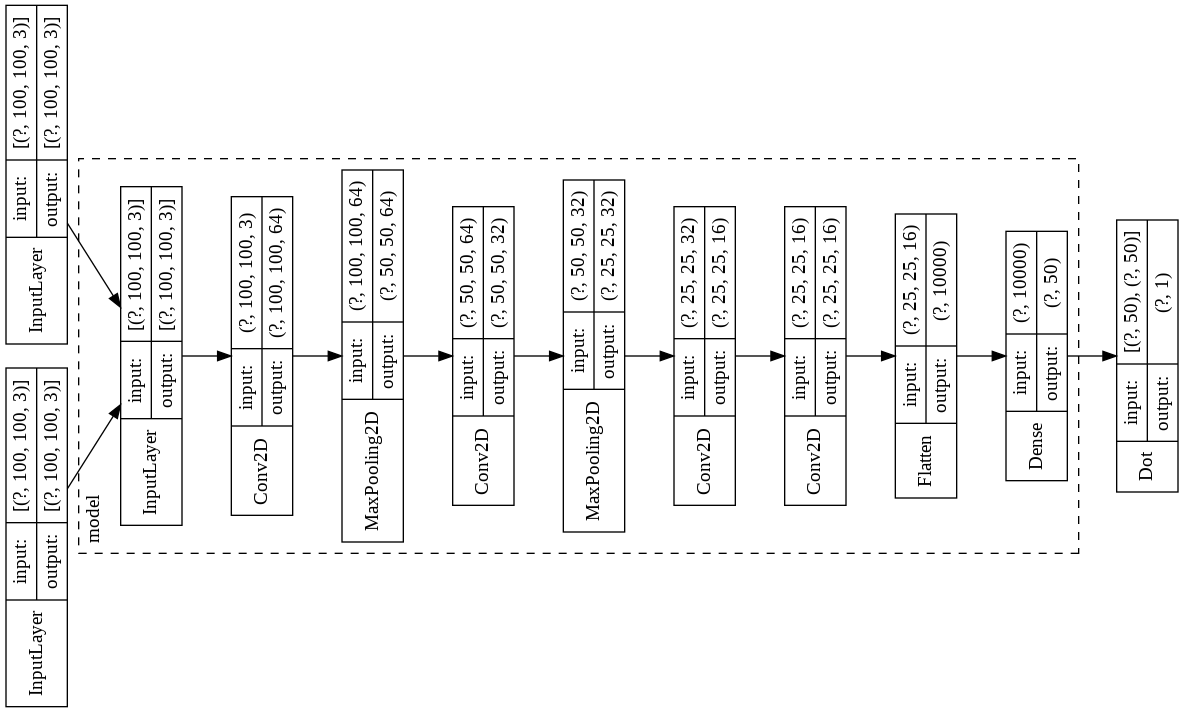 InputLayer
input:
[(?, 100, 100, 3)]
output:
[(?, 100, 100, 3)]
InputLayer
input:
[(?, 100, 100, 3)]
output:
[(?, 100, 100, 3)]
model
InputLayer
input:
[(?, 100, 100, 3)]
output:
[(?, 100, 100, 3)]
Conv2D
input:
(?, 100, 100, 3)
output:
(?, 100, 100, 64)
MaxPooling2D
input:
(?, 100, 100, 64)
output:
(?, 50, 50, 64)
Conv2D
input:
(?, 50, 50, 64)
output:
(?, 50, 50, 32)
MaxPooling2D
input:
(?, 50, 50, 32)
output:
(?, 25, 25, 32)
Conv2D
input:
(?, 25, 25, 32)
output:
(?, 25, 25, 16)
Conv2D
input:
(?, 25, 25, 16)
output:
(?, 25, 25, 16)
Flatten
input:
(?, 25, 25, 16)
output:
(?, 10000)
Dense
input:
(?, 10000)
output:
(?, 50)
Dot
input:
[(?, 50), (?, 50)]
output:
(?, 1)